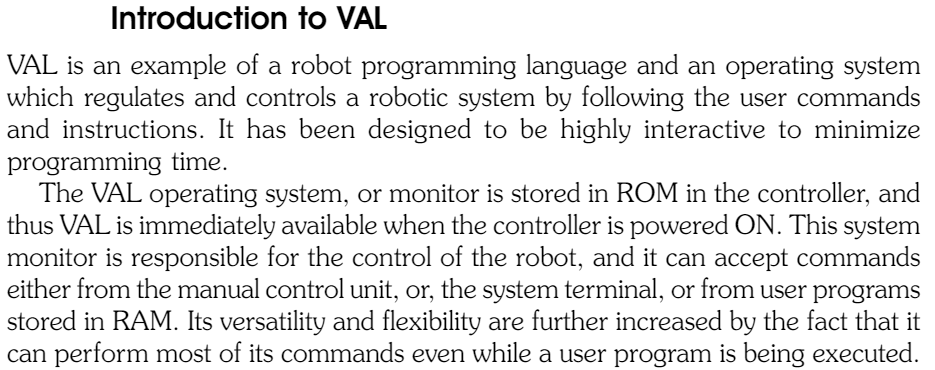 Introduction to VAL
VAL is an example of a robot programming language and an operating system
which regulates and controls a robotic system by following the user commands
and instructions. It has been designed to be highly interactive to minimize
programming time.
The VAL operating system, or monitor is stored in ROM in the controller, and
thus VAL is immediately available when the controller is powered ON. This system
monitor is responsible for the control of the robot, and it can accept commands
either from the manual control unit, or, the system terminal, or from user programs
stored in RAM. Its versatility and flexibility are further increased by the fact that it
can perform most of its commands even while a user program is being executed.